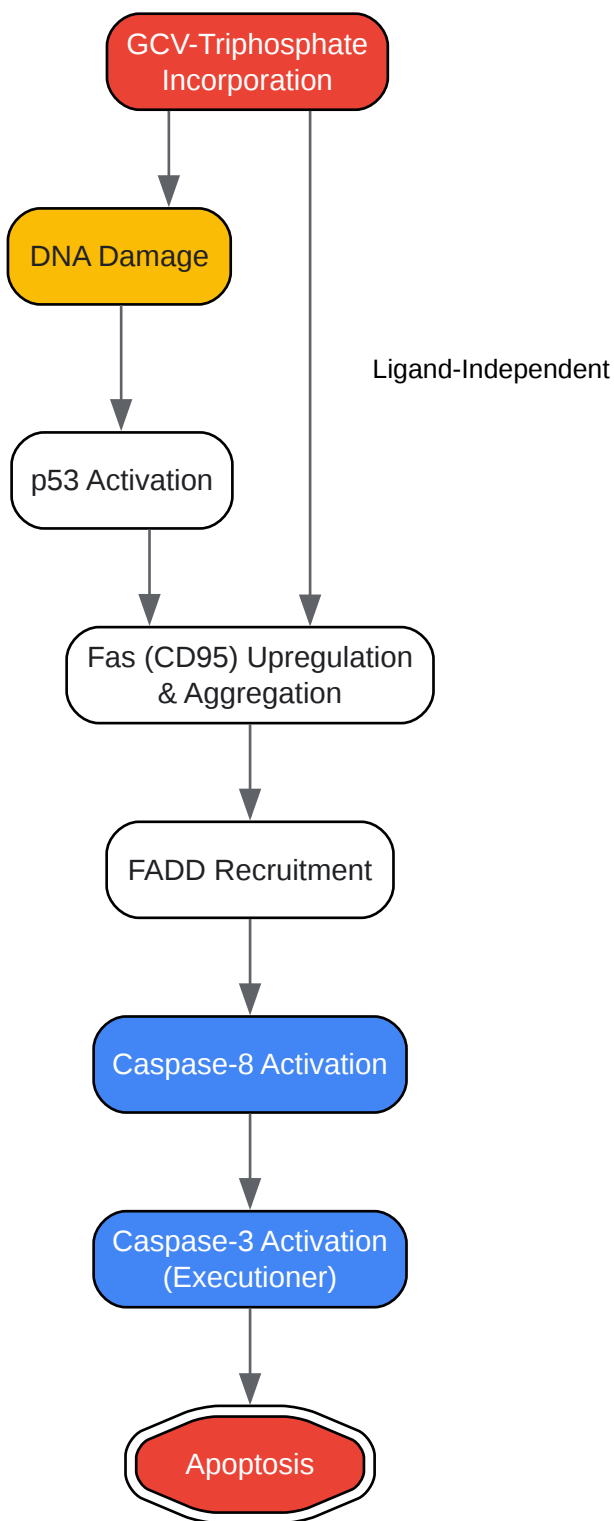 GCV-Triphosphate
Incorporation
DNA Damage
Ligand-Independent
p53 Activation
Fas (CD95) Upregulation
& Aggregation
FADD Recruitment
Caspase-8 Activation
Caspase-3 Activation
(Executioner)
Apoptosis